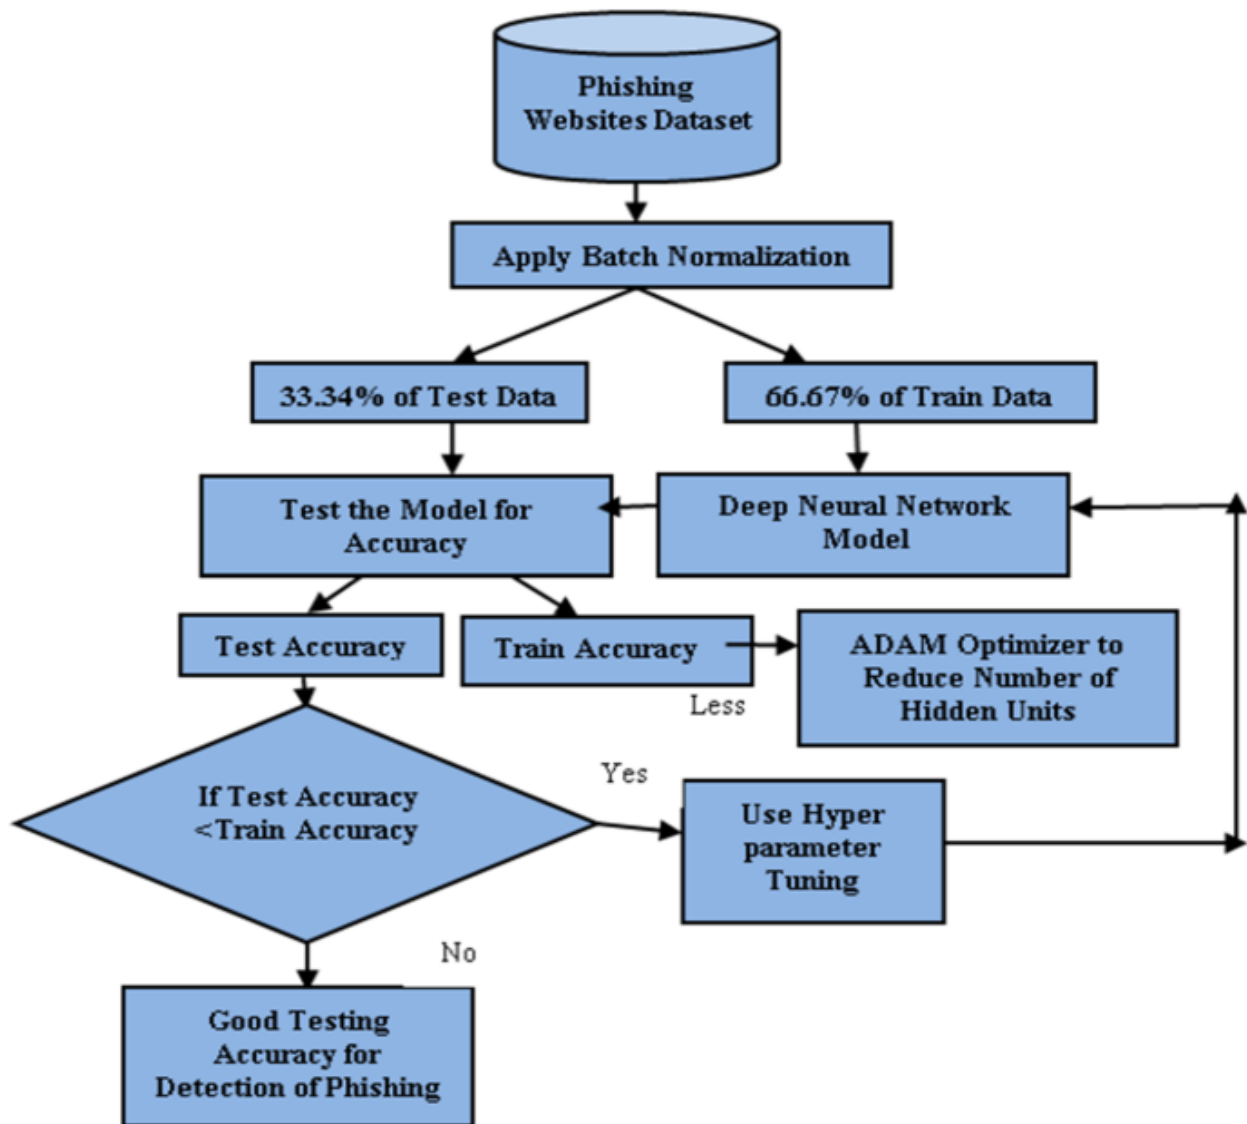 Phishing
Websites Dataset
Apply Batch Normalization
33.34% of Test Data
66.67% of Train Data
Test the Model for
Accuracy
Deep Neural Network
Model
Test Accuracy
Train Accuracy
Less
ADAM Optimizer to
Reduce Number of
Hidden Units
If Test Accuracy
<Train Accuracy
Yes
Use Hyper
parameter
Tuning
No
Good Testing
Accuracy for
Detection of Phishing